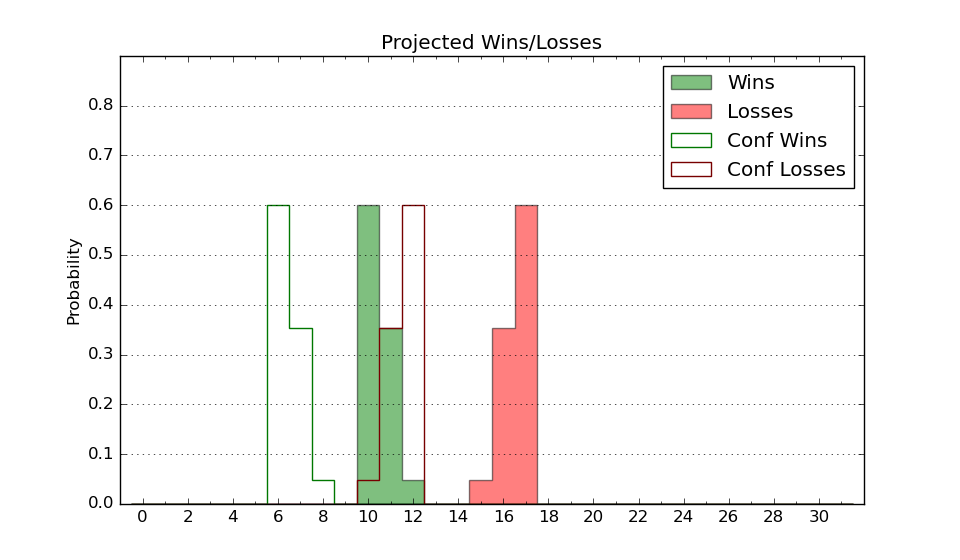 Projected Wins/Losses
Wins
Losses
Conf Wins
Conf Losses
Probability
0.8
0.7
0.6
0.5
0.4
0.3
0.2
0.1
0.0
0 2 4 6 8 10 12 14 16 18 20 22 24 26 28 30